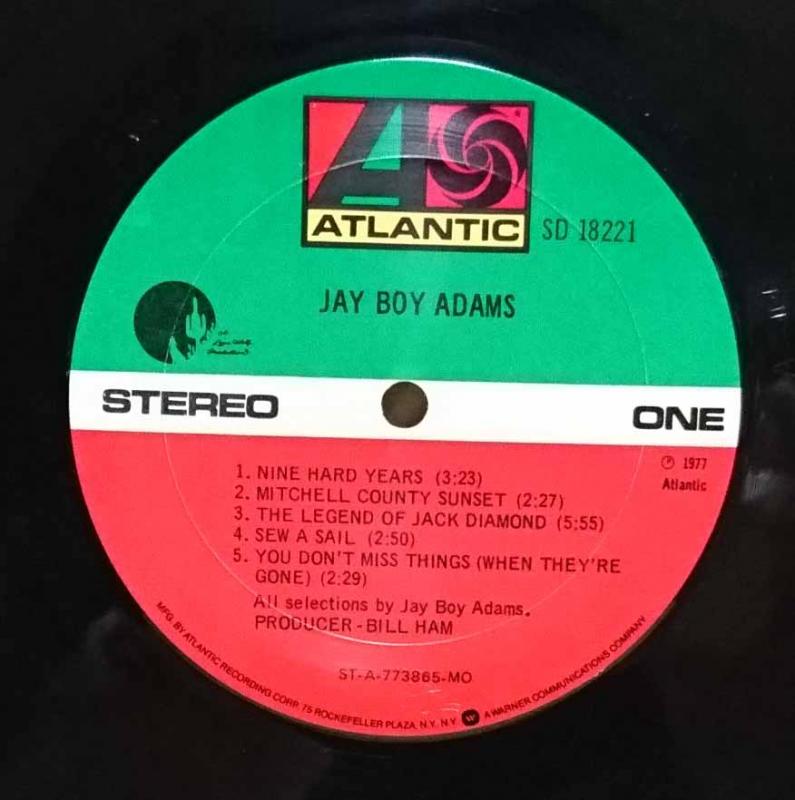 ATLANTIC
SD 18221
JAY BOY ADAMS
STEREO
ONE
1. NINE HARD YEARS (3:23)
2. MITCHELL COUNTY SUNSET (2:27)
3. THE LEGEND OF JACK DIAMOND (5:55)
4. SEW A SAIL (2:50)
5. YOU DON'T MISS THINGS (WHEN THEY'RE
GONE) (2:29)
All selections by Jay Boy Adams.
PRODUCER - BILL HAM
℗ 1977
Atlantic
ST-A-773865-MO
MFG. BY ATLANTIC RECORDING CORP. 75 ROCKEFELLER PLAZA, N.Y. N.Y. W A WARNER COMMUNICATIONS COMPANY